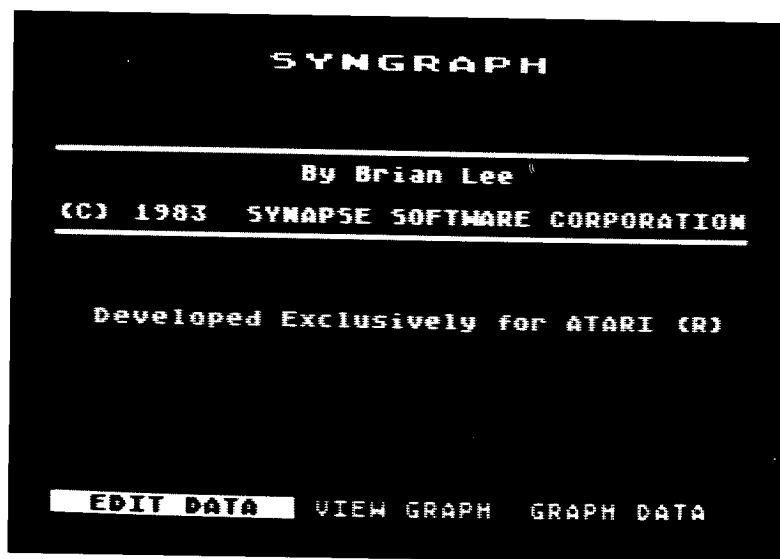 SYNGRAPH
By Brian Lee
(C) 1983 SYNAPSE SOFTWARE CORPORATION
Developed Exclusively for ATARI (R)
EDIT DATA VIEW GRAPH GRAPH DATA